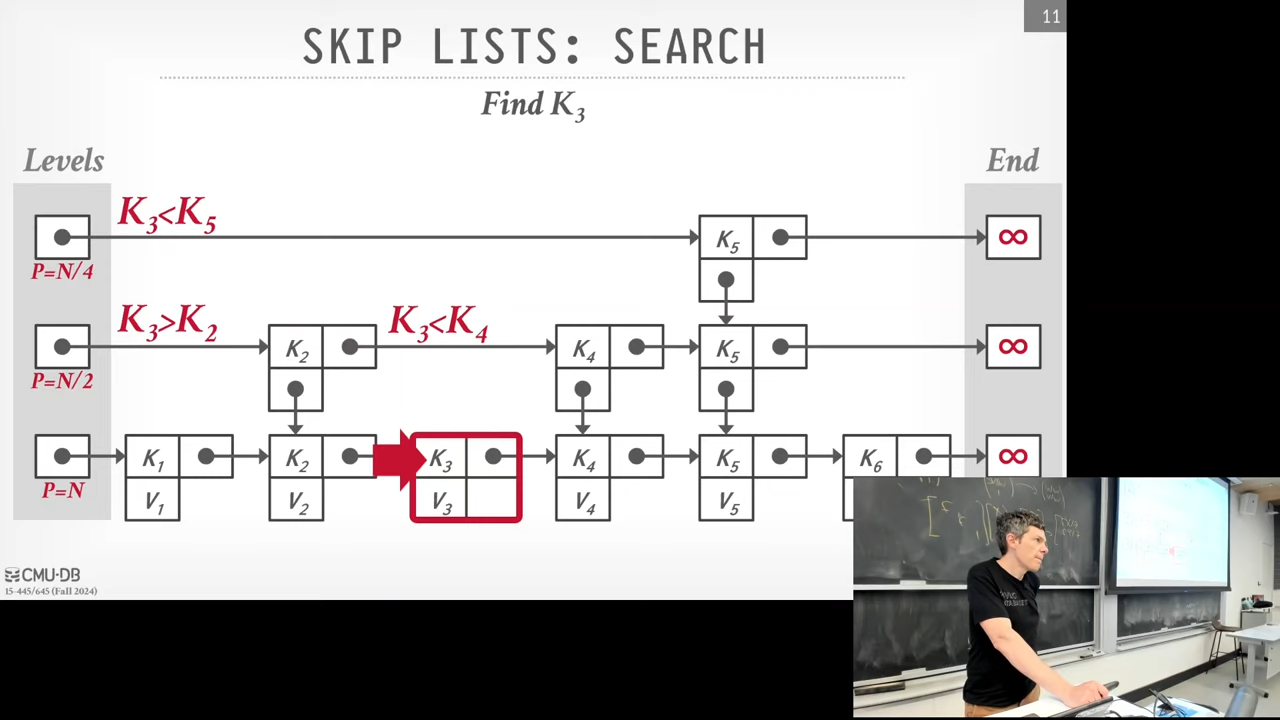 11
SKIP LISTS: SEARCH
Find K₃
Levels
End
K₃<K₅
K₅
∞
P=N/4
K₃>K₂
K₃<K₄
K₂
K₄
K₅
∞
P=N/2
K₁
K₂
K₃
K₄
K₅
K₆
∞
P=N
V₁
V₂
V₃
V₄
V₅
CMU·DB
15-445/645 (Fall 2024)